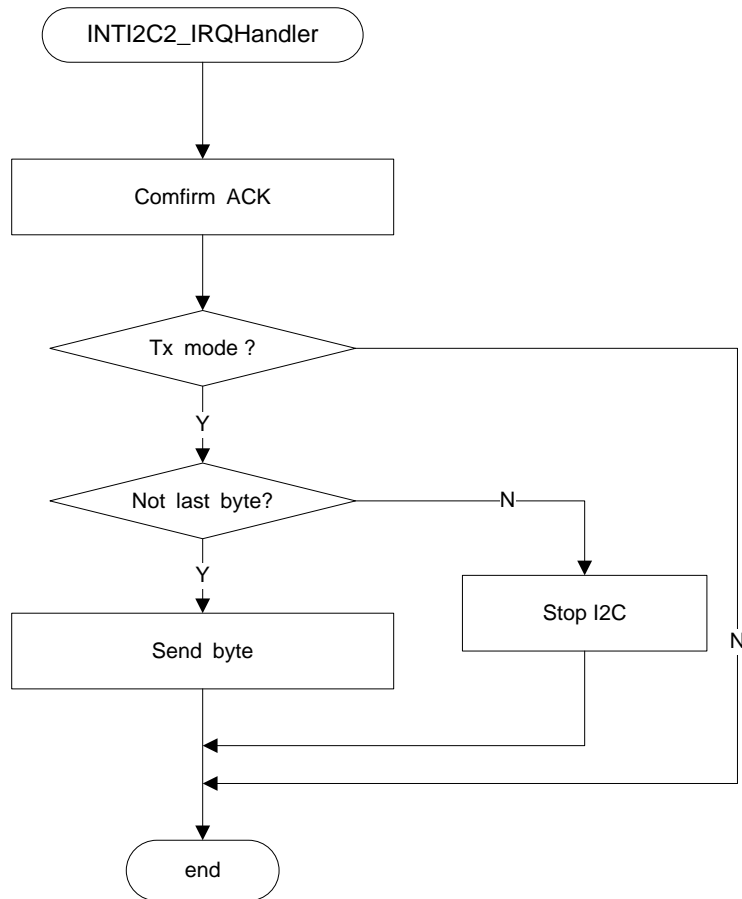 INTI2C2_IRQHandler
Comfirm ACK
Tx mode ?
Y
Not last byte?
N
Y
Stop I2C
Send byte
N
end